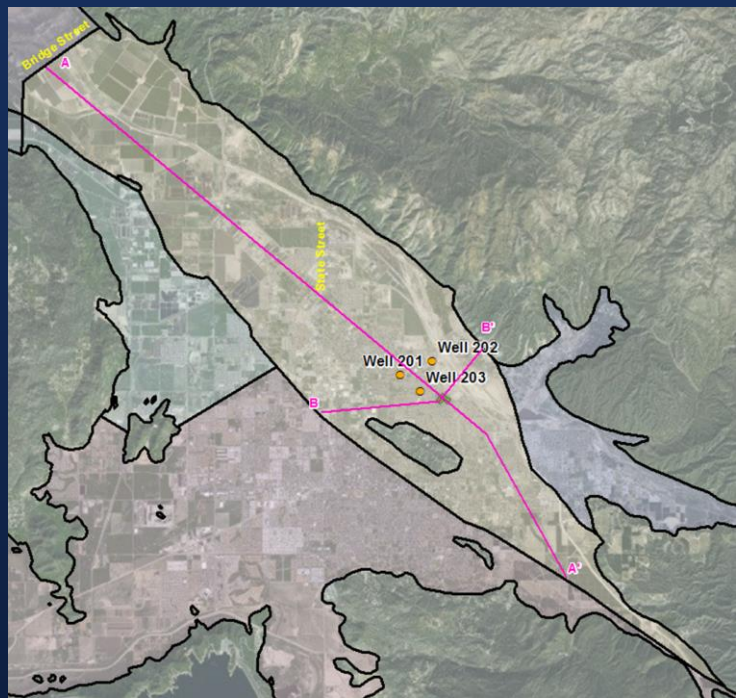 Bridge Street
A
State Street
B'
Well 202
Well 201
Well 203
B
A'